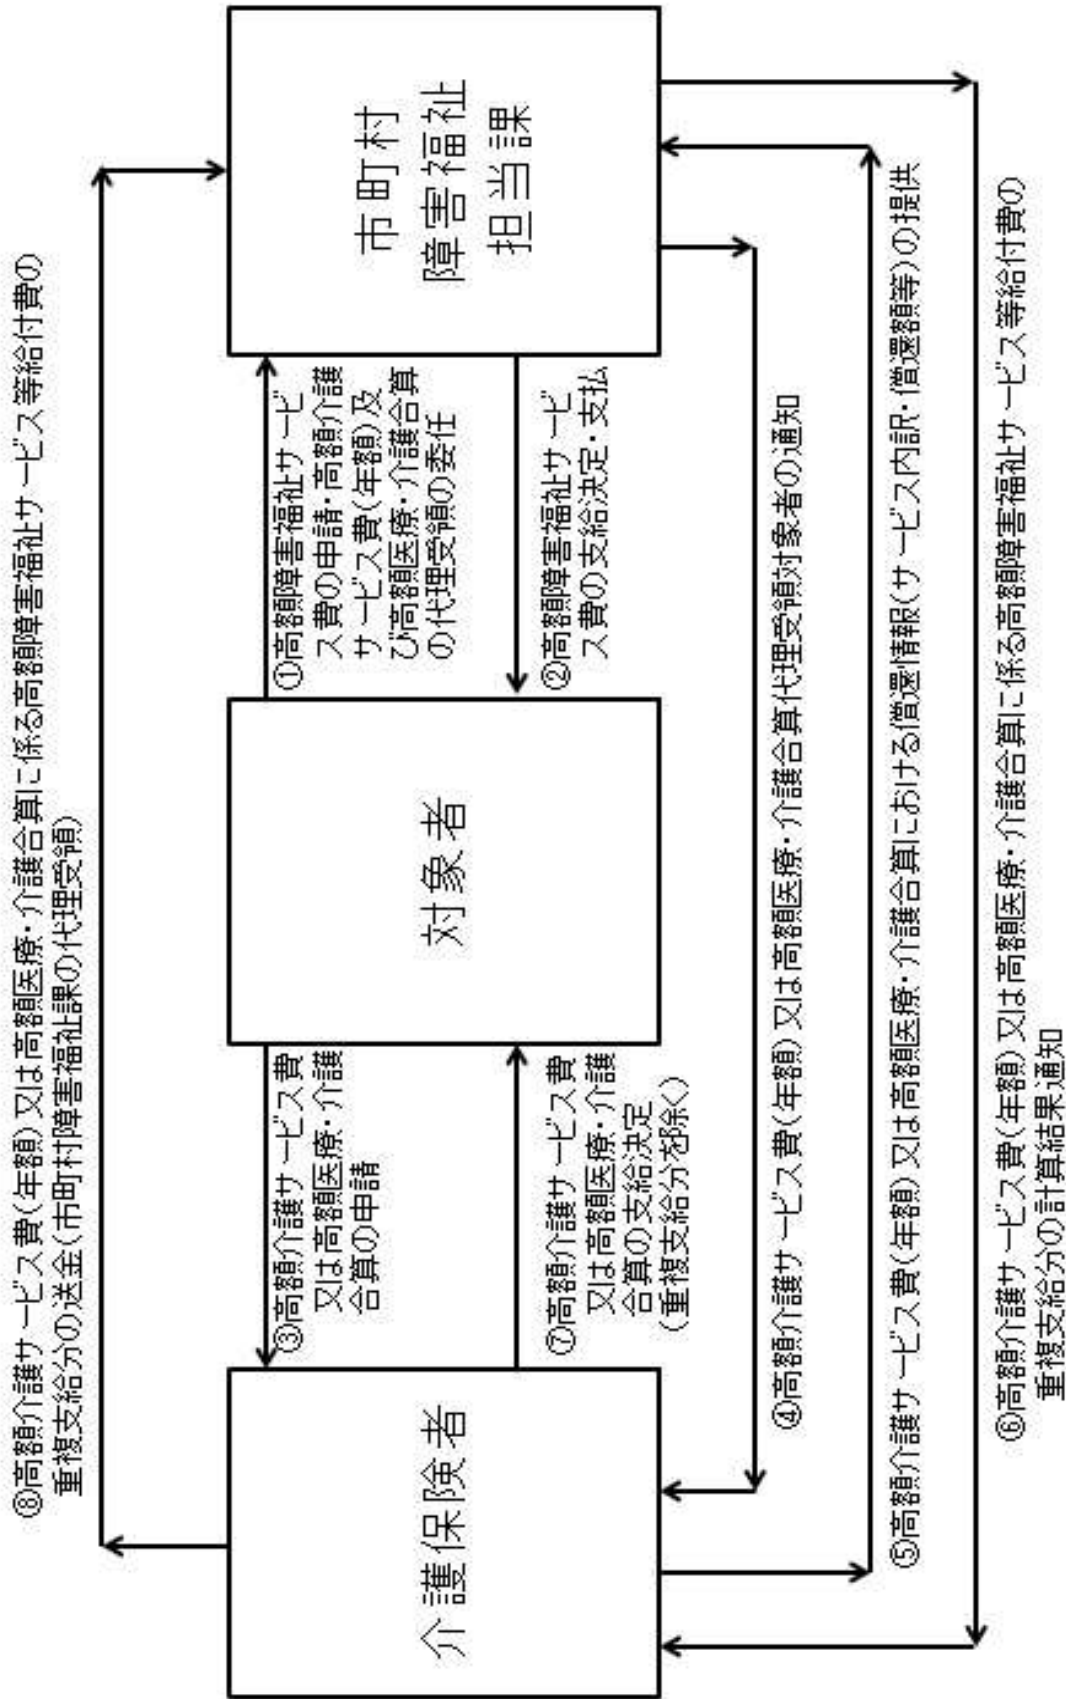 ⑧高額介護サービス費(年額)又は高額医療・介護合算に係る高額障害福祉サービス等給付費の
重複支給分の送金(市町村障害福祉課の代理受領)
介護保険者
対象者
市町村
障害福祉
担当課
③高額介護サービス費
又は高額医療・介護
合算の申請
①高額障害福祉サービ
ス費の申請・高額介護
サービス費(年額)及
び高額医療・介護合算
の代理受領の委任
⑦高額介護サービス費
又は高額医療・介護
合算の支給決定
(重複支給分を除く)
②高額障害福祉サービ
ス費の支給決定・支払
④高額介護サービス費(年額)又は高額医療・介護合算代理受領対象者の通知
⑤高額介護サービス費(年額)又は高額医療・介護合算における償還情報(サービス内訳・償還額等)の提供
⑥高額介護サービス費(年額)又は高額医療・介護合算に係る高額障害福祉サービス等給付費の
重複支給分の計算結果通知